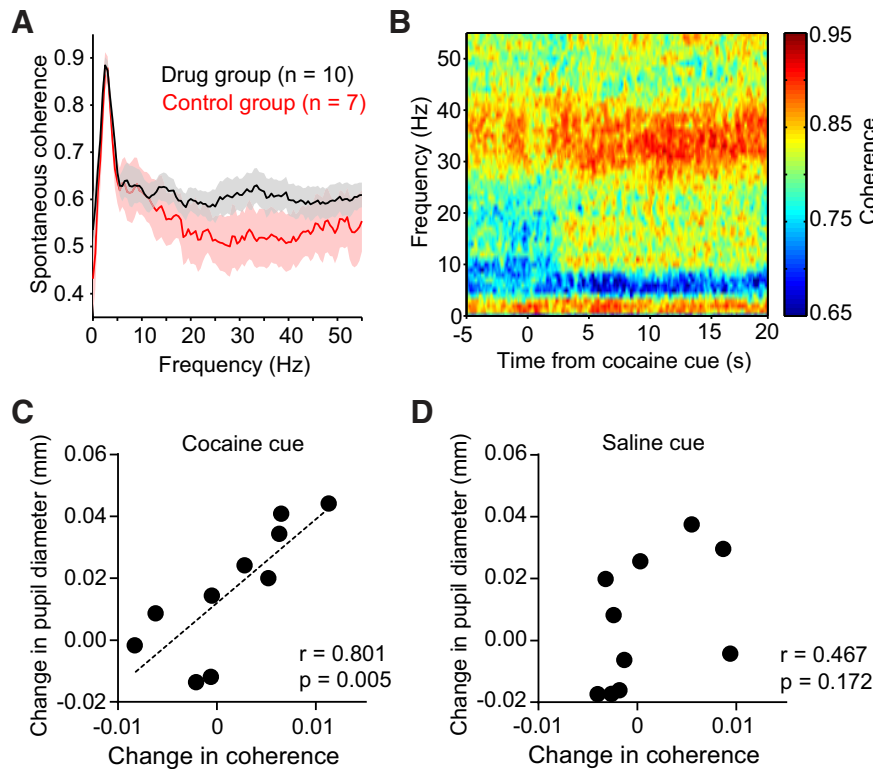 A
Spontaneous coherence
0.9
0.8
0.7
0.6
0.5
0.4
Drug group (n = 10)
Control group (n = 7)
0
10
20
30
40
50
Frequency (Hz)
B
Frequency (Hz)
50
40
30
20
10
0
-5
0
5
10
15
20
Time from cocaine cue (s)
0.95
0.85
0.75
0.65
Coherence
C
Cocaine cue
Change in pupil diameter (mm)
0.06
0.04
0.02
0.00
-0.02
r = 0.801
p = 0.005
-0.01
0
0.01
Change in coherence
D
Saline cue
Change in pupil diameter (mm)
0.06
0.04
0.02
0.00
-0.02
r = 0.467
p = 0.172
-0.01
0
0.01
Change in coherence